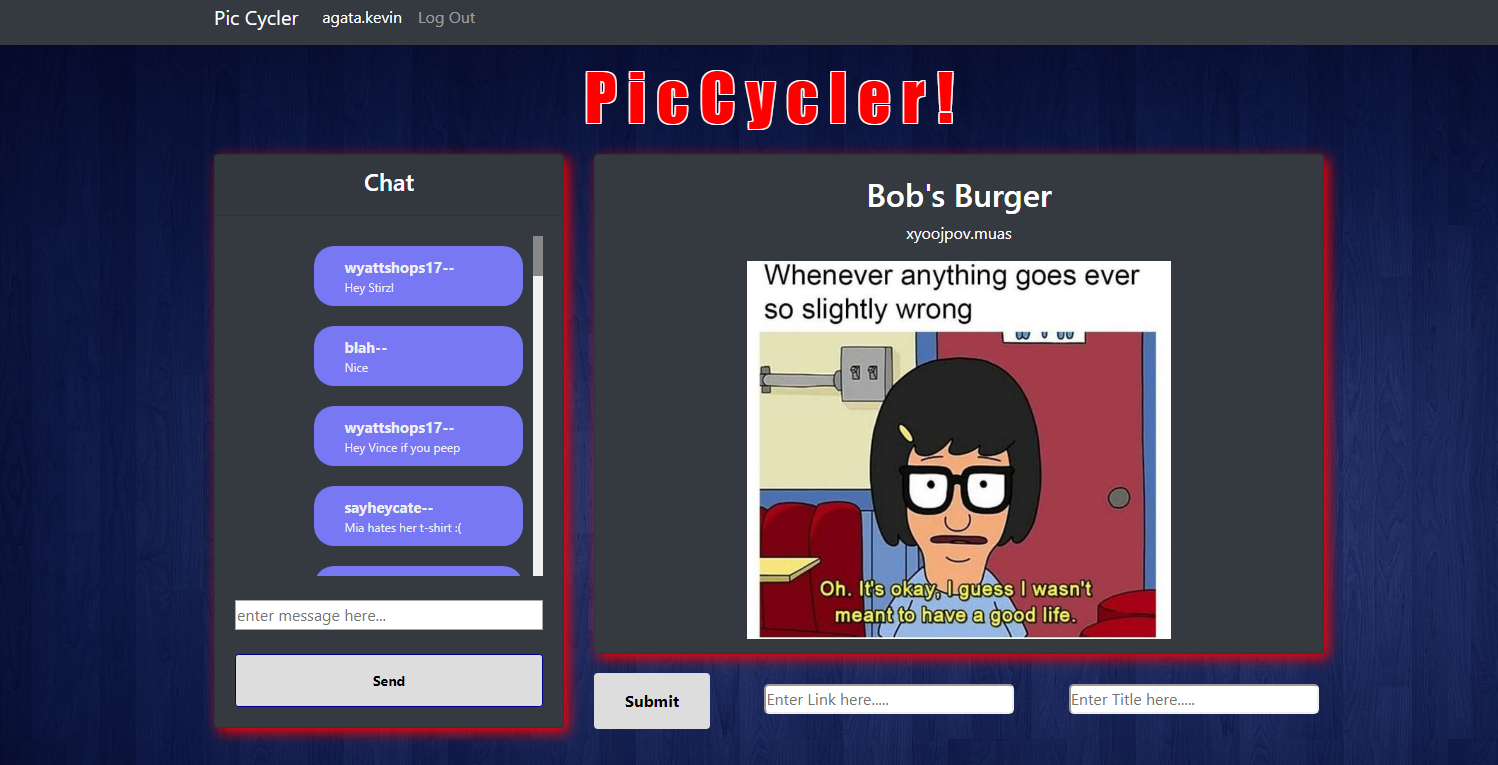 Pic Cycler agata.kevin Log Out
PicCycler!
Chat
wyattshops17--
Hey Stirzl
blah--
Nice
wyattshops17--
Hey Vince if you peep
sayheycate--
Mia hates her t-shirt :(
enter message here...
Send
Bob's Burger
xyoojpov.muas
Whenever anything goes ever
so slightly wrong
Oh. It's okay, I guess I wasn't
meant to have a good life.
Submit
Enter Link here.....
Enter Title here.....